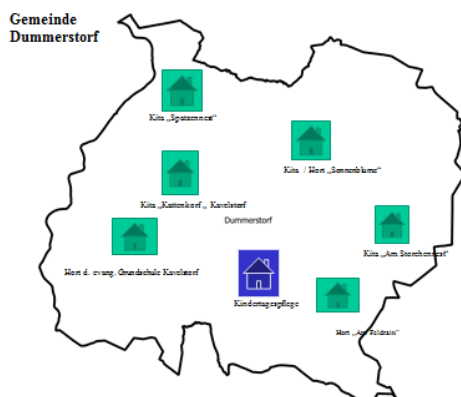 Gemeinde
Dummerstorf
Kita „Spatzennest“
Kita / Hort „Sonnenblume“
Kita „Kattenkorf „ Kavelstorf
Dummerstorf
Kita „Am Storchennest“
Hort d. evang. Grundschule Kavelstorf
Kindertagespflege
Hort „Am Feldrain“